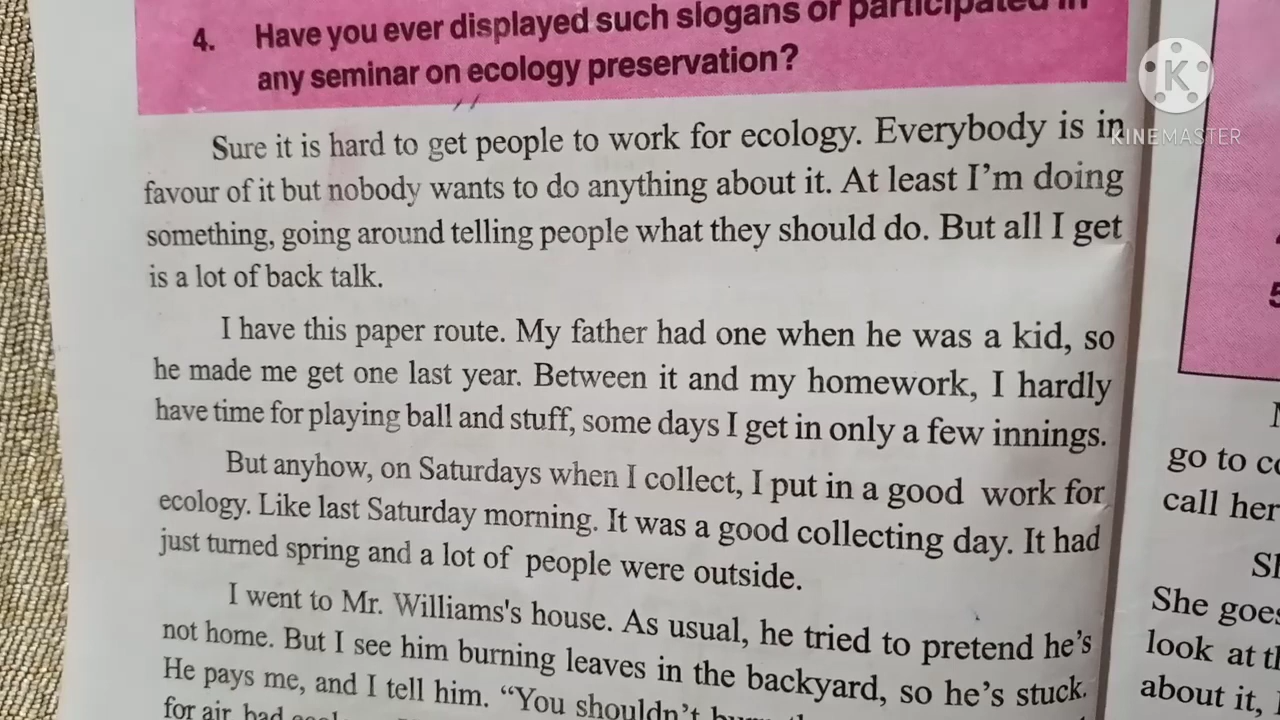 4. Have you ever displayed such slogans or participated in
any seminar on ecology preservation?
Sure it is hard to get people to work for ecology. Everybody is in
favour of it but nobody wants to do anything about it. At least I'm doing
something, going around telling people what they should do. But all I get
is a lot of back talk.
I have this paper route. My father had one when he was a kid, so
he made me get one last year. Between it and my homework, I hardly
have time for playing ball and stuff, some days I get in only a few innings.
But anyhow, on Saturdays when I collect, I put in a good work for
ecology. Like last Saturday morning. It was a good collecting day. It had
just turned spring and a lot of people were outside.
I went to Mr. Williams's house. As usual, he tried to pretend he's
not home. But I see him burning leaves in the backyard, so he's stuck.
He pays me, and I tell him. "You shouldn't
for air bad
K
KINEMASTER
5
go to
call her
She goes
look at
about it,